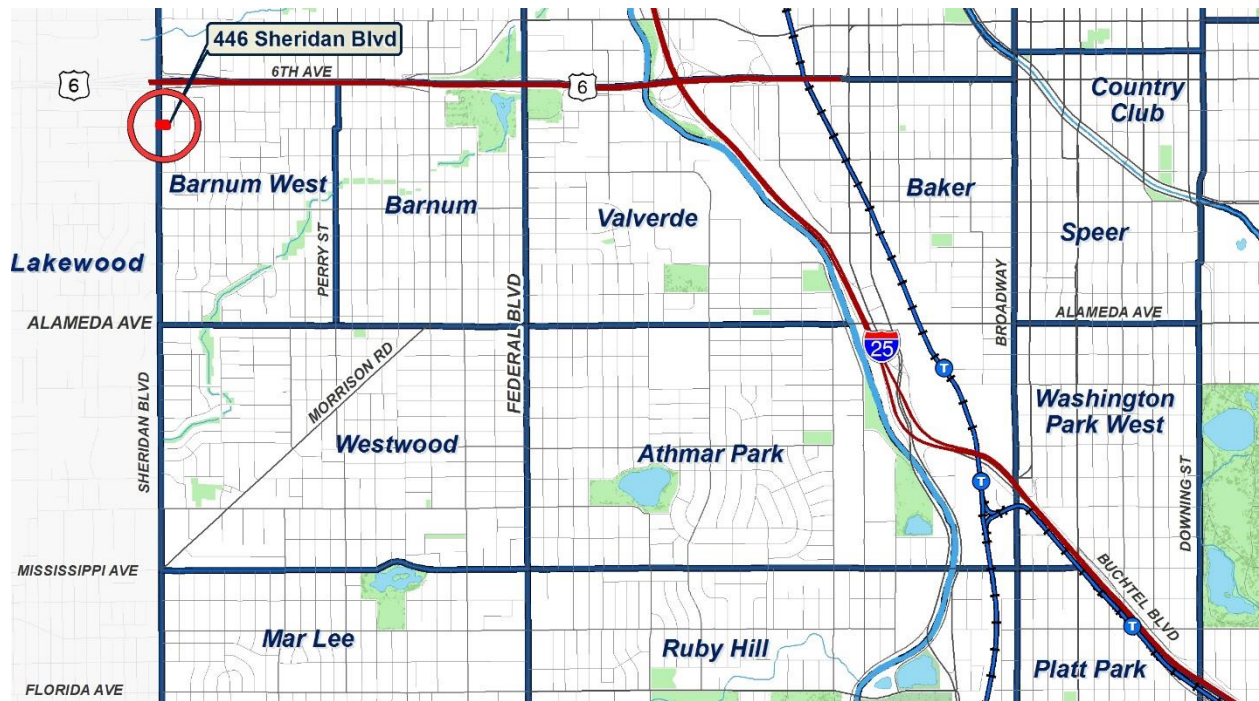 446 Sheridan Blvd
6TH AVE
6
6
Country
Club
Barnum West
Barnum
Valverde
Baker
Speer
Lakewood
PERRY ST
FEDERAL BLVD
BROADWAY
ALAMEDA AVE
ALAMEDA AVE
25
T
SHERIDAN BLVD
MORRISON RD
Westwood
Athmar Park
Washington
Park West
T
DOWNING ST
MISSISSIPPI AVE
BUCHTEL BLVD
T
Mar Lee
Ruby Hill
Platt Park
FLORIDA AVE